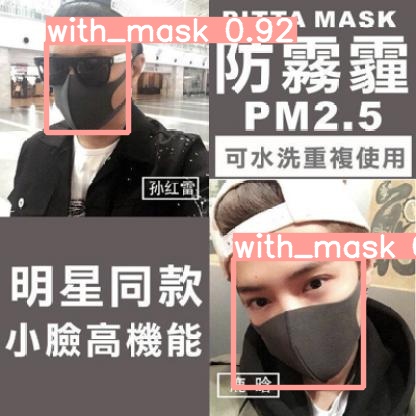 PITTA MASK
with_mask 0.92
防霧霾
PM2.5
可水洗重複使用
孙红雷
with_mask
明星同款
小臉高機能
鹿 晗